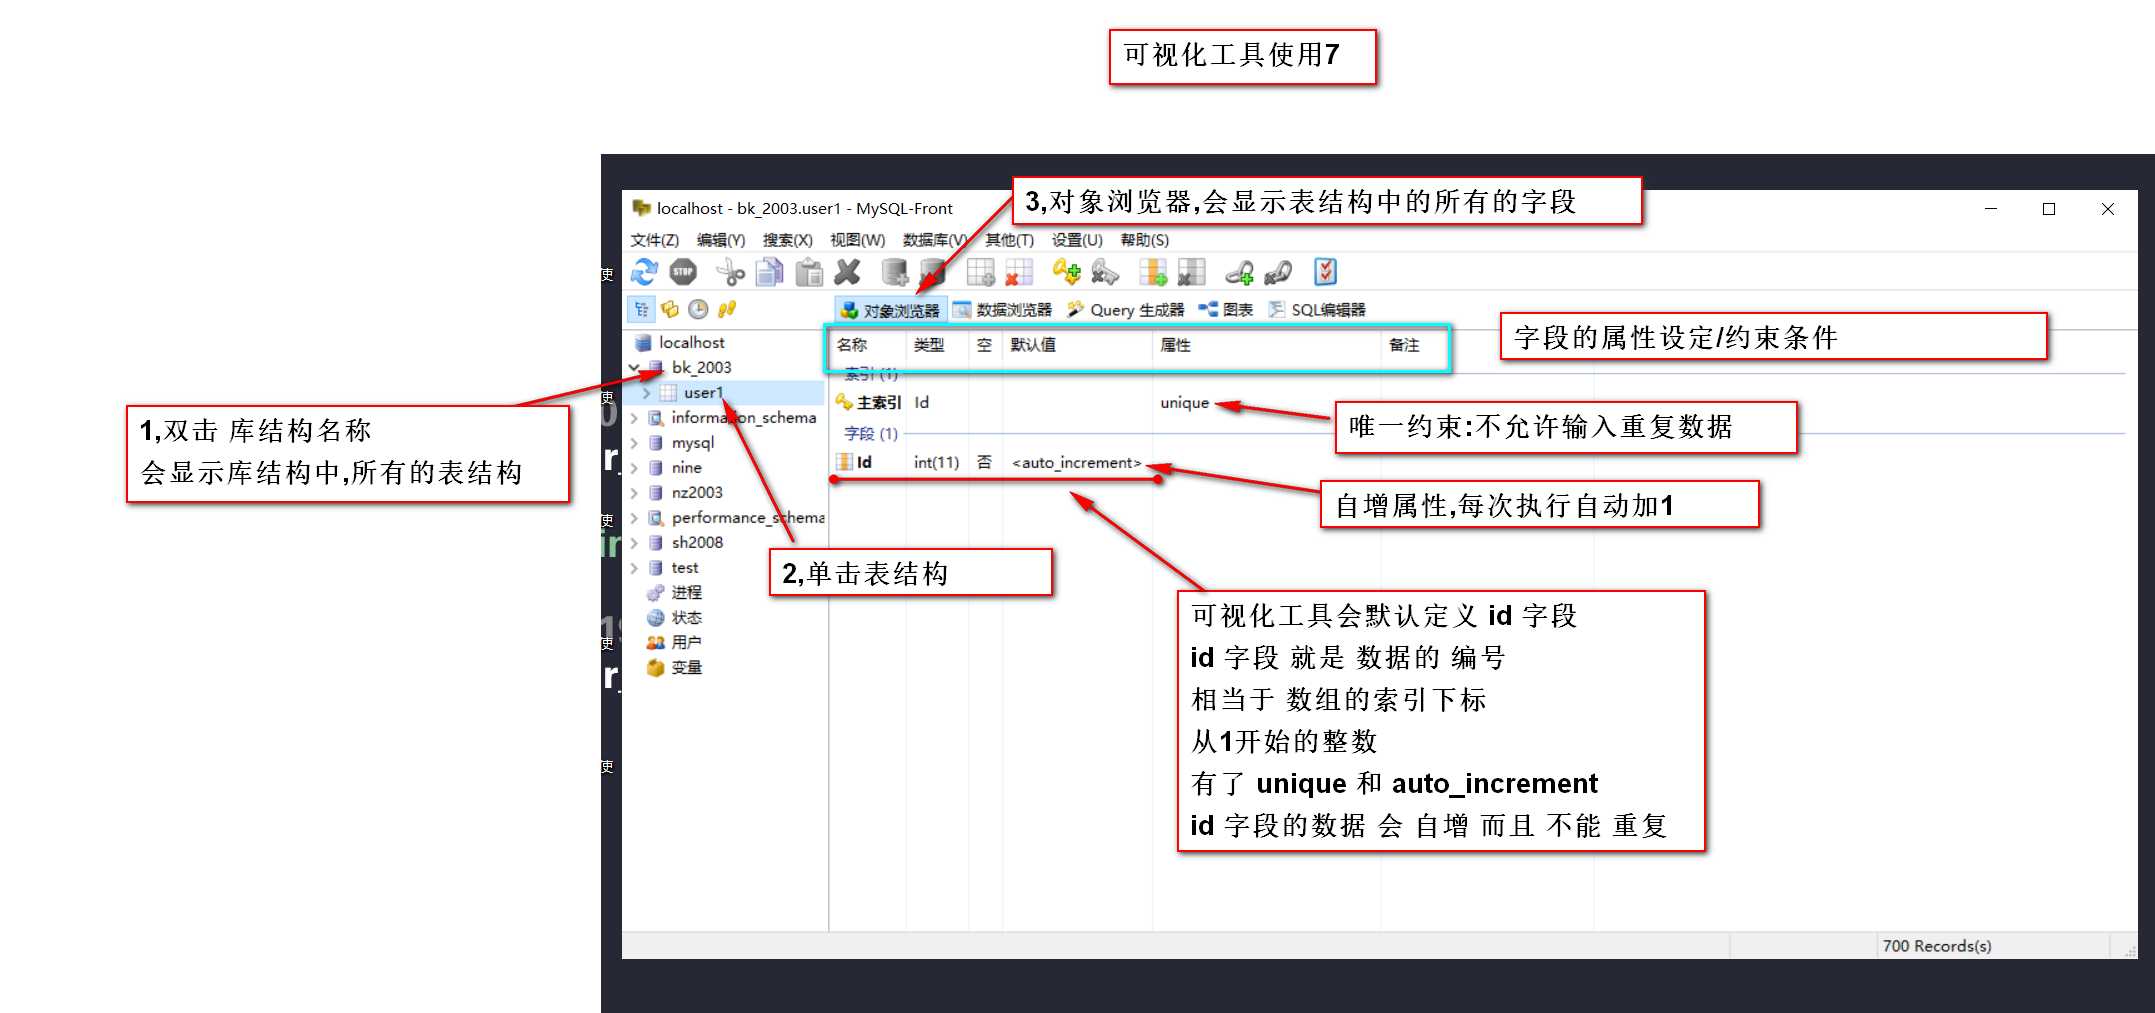 可视化工具使用7
3,对象浏览器,会显示表结构中的所有的字段
localhost - bk_2003.user1 - MySQL-Front
文件(Z) 编辑(Y) 搜索(X) 视图(W) 数据库(V) 其他(T) 设置(U) 帮助(S)
STOP
对象浏览器 数据浏览器 Query 生成器 图表 SQL编辑器
名称 类型 空 默认值 属性 备注
字段的属性设定/约束条件
索引 (1)
主索引 Id unique
唯一约束:不允许输入重复数据
字段 (1)
Id int(11) 否 <auto_increment>
自增属性,每次执行自动加1
localhost
bk_2003
user1
information_schema
mysql
nine
nz2003
performance_schema
sh2008
test
进程
状态
用户
变量
1,双击 库结构名称
会显示库结构中,所有的表结构
2,单击表结构
可视化工具会默认定义 id 字段
id 字段 就是 数据的 编号
相当于 数组的索引下标
从1开始的整数
有了 unique 和 auto_increment
id 字段的数据 会 自增 而且 不能 重复
700 Records(s)
使
使
使
使
使